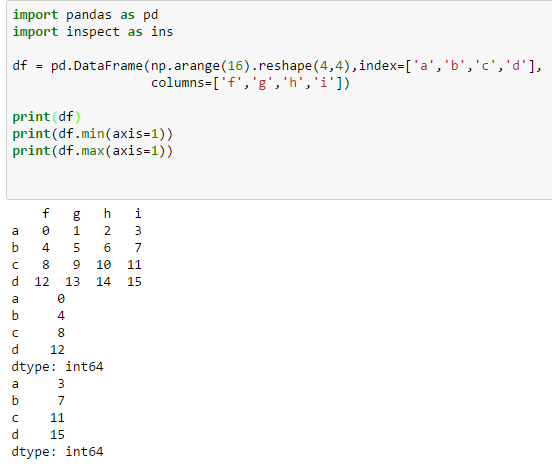 import pandas as pd
import inspect as ins
df = pd.DataFrame(np.arange(16).reshape(4,4),index=['a','b','c','d'],
columns=['f','g','h','i'])
print(df)
print(df.min(axis=1))
print(df.max(axis=1))
f g h i
a 0 1 2 3
b 4 5 6 7
c 8 9 10 11
d 12 13 14 15
a 0
b 4
c 8
d 12
dtype: int64
a 3
b 7
c 11
d 15
dtype: int64